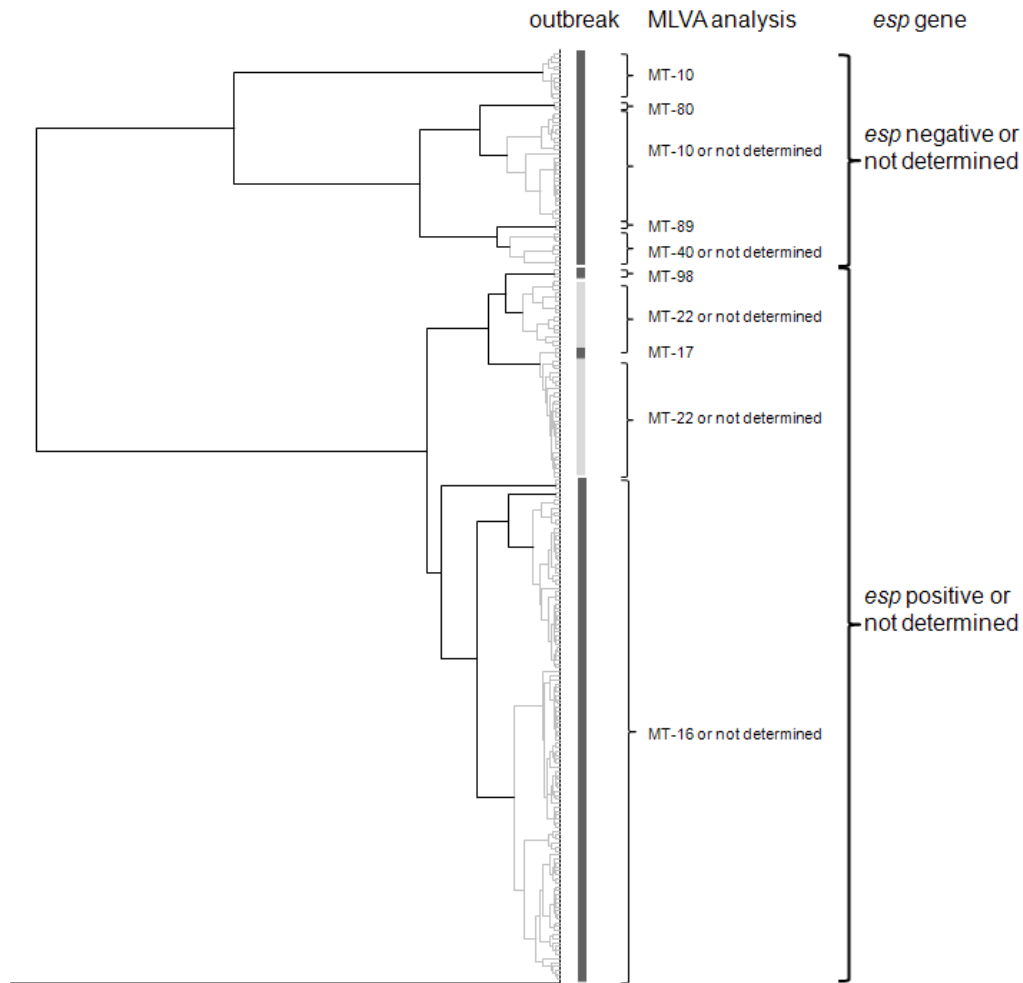 outbreak MLVA analysis esp gene
MT-10
MT-80
esp negative or
not determined
MT-10 or not determined
MT-89
MT-40 or not determined
MT-98
MT-22 or not determined
MT-17
MT-22 or not determined
esp positive or
not determined
MT-16 or not determined